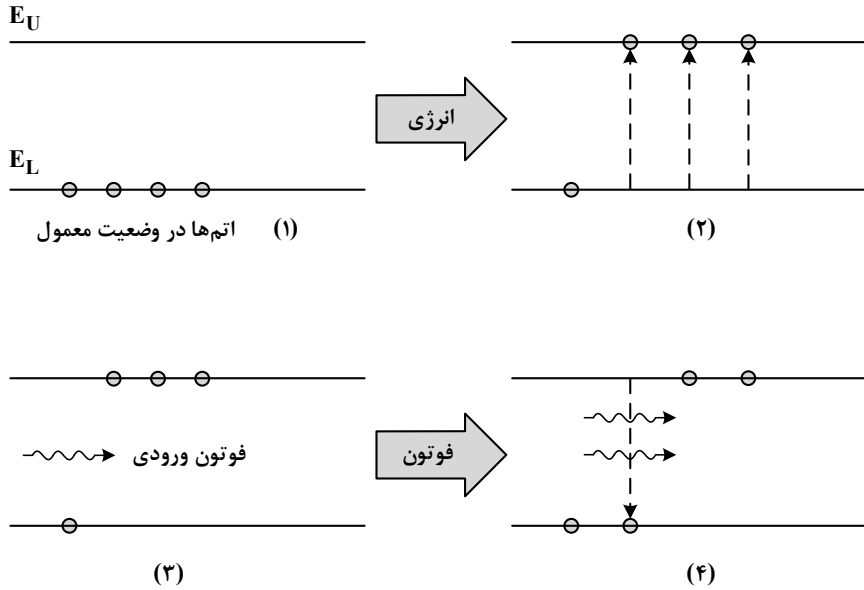 E_U
انرژی
E_L
(۱) اتم‌ها در وضعیت معمول
(۲)
فوتون ورودی
فوتون
(۳)
(۴)